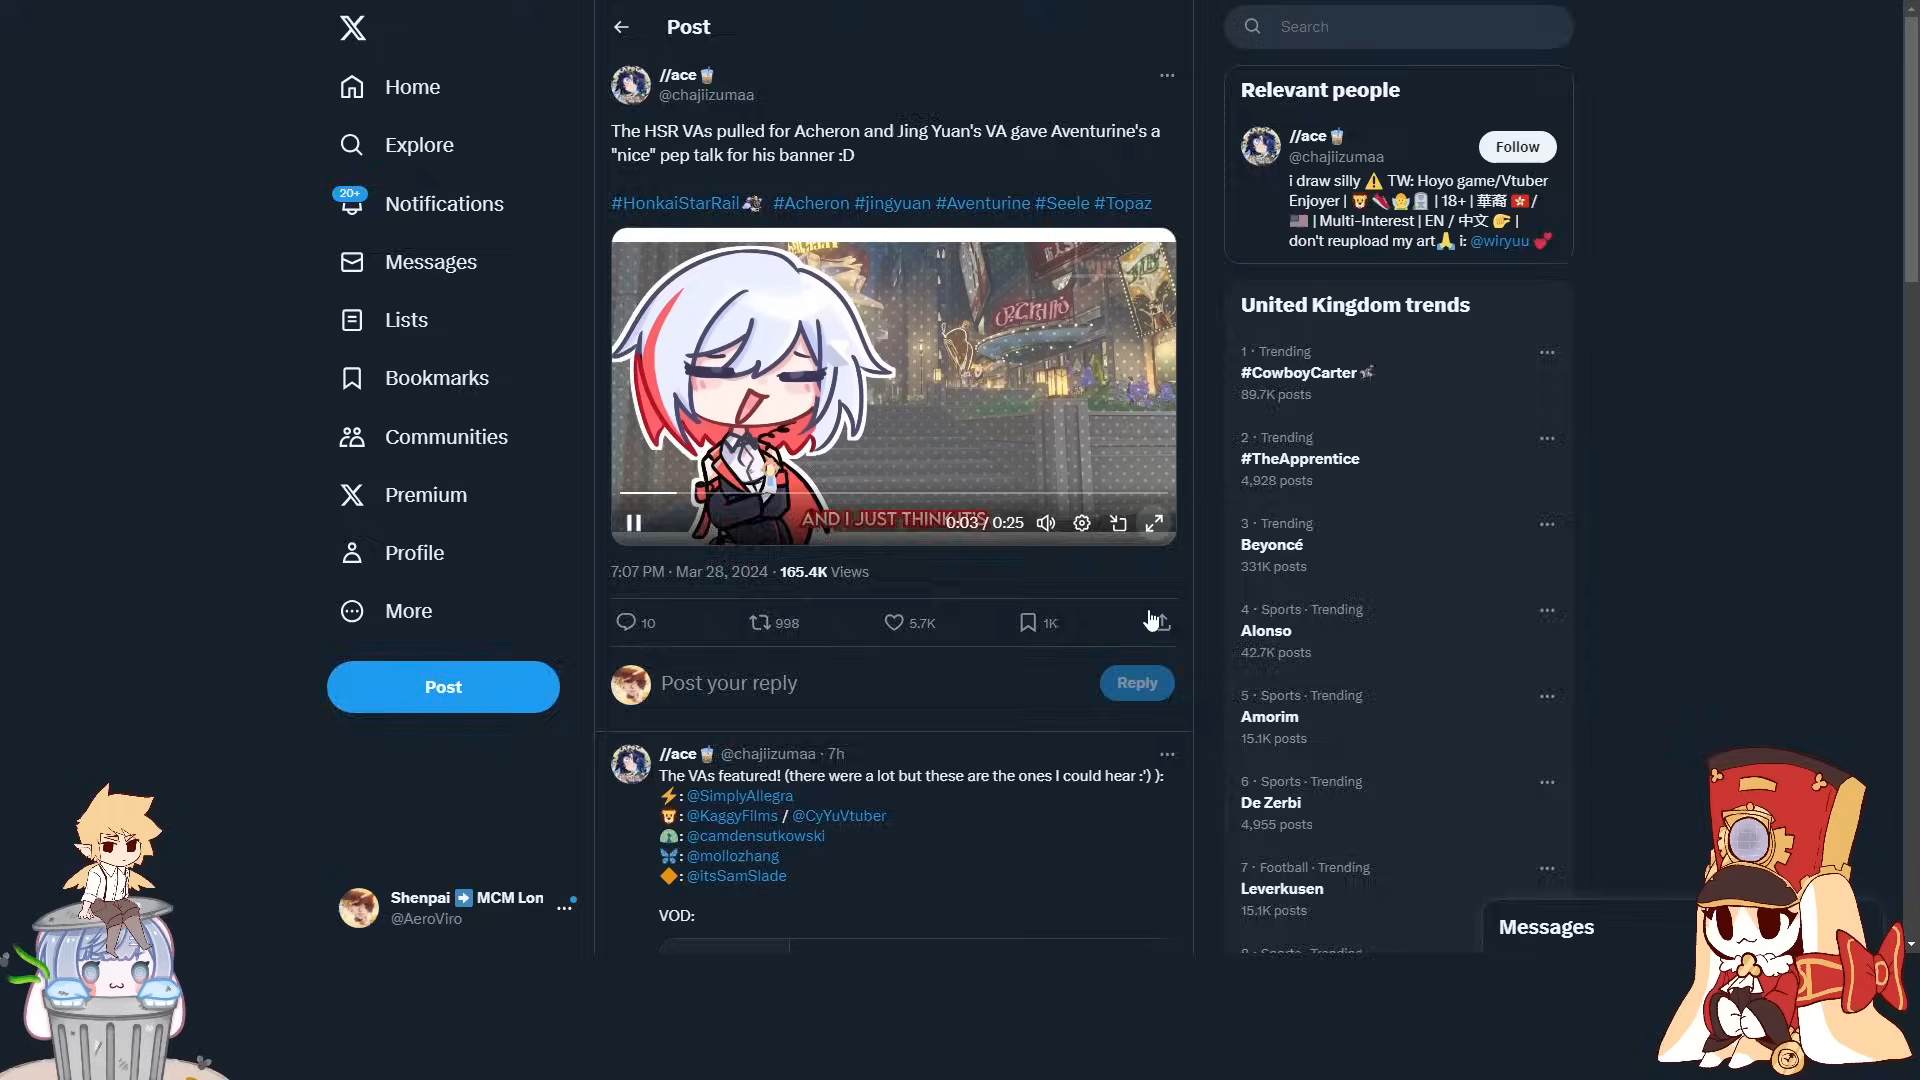 Home
Explore
20+
Notifications
Messages
Lists
Bookmarks
Communities
Premium
Profile
More
Post
Shenpai ➡️ MCM Lon
@AeroViro
Post
//ace🧋
@chajiizumaa
The HSR VAs pulled for Acheron and Jing Yuan's VA gave Aventurine's a
"nice" pep talk for his banner :D
#HonkaiStarRail #Acheron #jingyuan #Aventurine #Seele #Topaz
AND I JUST THINK IT'S
0:03 / 0:25
7:07 PM · Mar 28, 2024 · 165.4K Views
10
998
5.7K
1K
Post your reply
Reply
//ace🧋 @chajiizumaa · 7h
The VAs featured! (there were a lot but these are the ones I could hear :') ):
⚡: @SimplyAllegra
🦁: @KaggyFilms / @CyYuVtuber
: @camdensutkowski
🦋: @mollozhang
🔶: @itsSamSlade
VOD:
Search
Relevant people
//ace🧋
@chajiizumaa
Follow
i draw silly ⚠️ TW: Hoyo game/Vtuber
Enjoyer | | 18+ | 華裔 🇭🇰 /
🇺🇸 | Multi-Interest | EN / 中文 |
don't reupload my art🙏 i: @wiryuu 💕
United Kingdom trends
1 · Trending
#CowboyCarter
89.7K posts
2 · Trending
#TheApprentice
4,928 posts
3 · Trending
Beyoncé
331K posts
4 · Sports · Trending
Alonso
42.7K posts
5 · Sports · Trending
Amorim
15.1K posts
6 · Sports · Trending
De Zerbi
4,955 posts
7 · Football · Trending
Leverkusen
15.1K posts
Messages